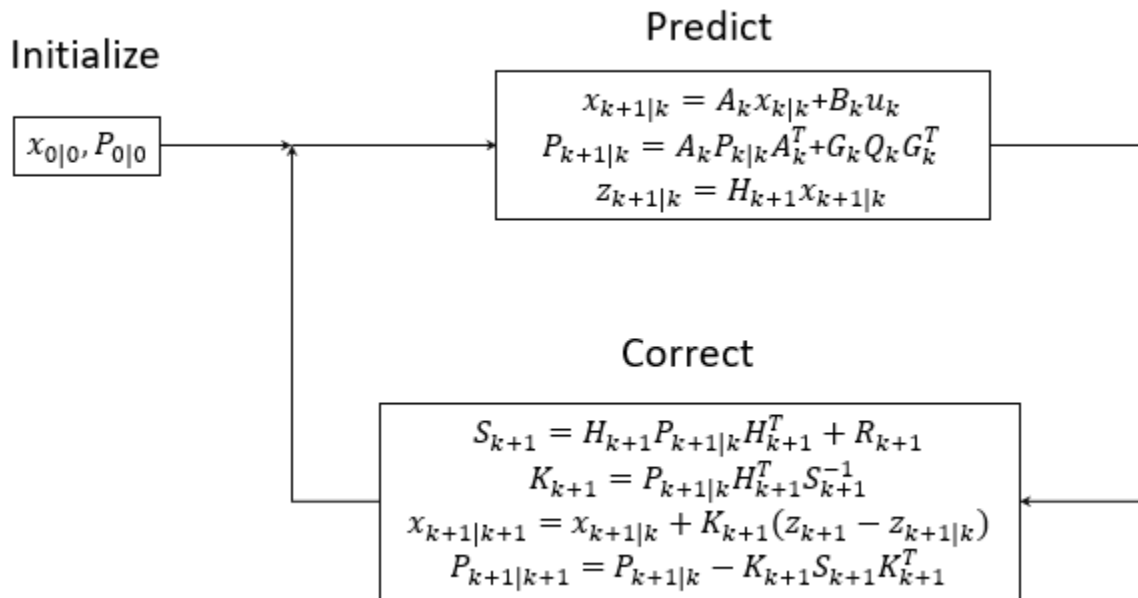 Initialize
x_{0|0}, P_{0|0}
Predict
x_{k+1|k} = A_k x_{k|k}+B_k u_k
P_{k+1|k} = A_k P_{k|k} A_k^T+G_k Q_k G_k^T
z_{k+1|k} = H_{k+1} x_{k+1|k}
Correct
S_{k+1} = H_{k+1} P_{k+1|k} H_{k+1}^T + R_{k+1}
K_{k+1} = P_{k+1|k} H_{k+1}^T S_{k+1}^{-1}
x_{k+1|k+1} = x_{k+1|k} + K_{k+1}(z_{k+1} − z_{k+1|k})
P_{k+1|k+1} = P_{k+1|k} − K_{k+1} S_{k+1} K_{k+1}^T